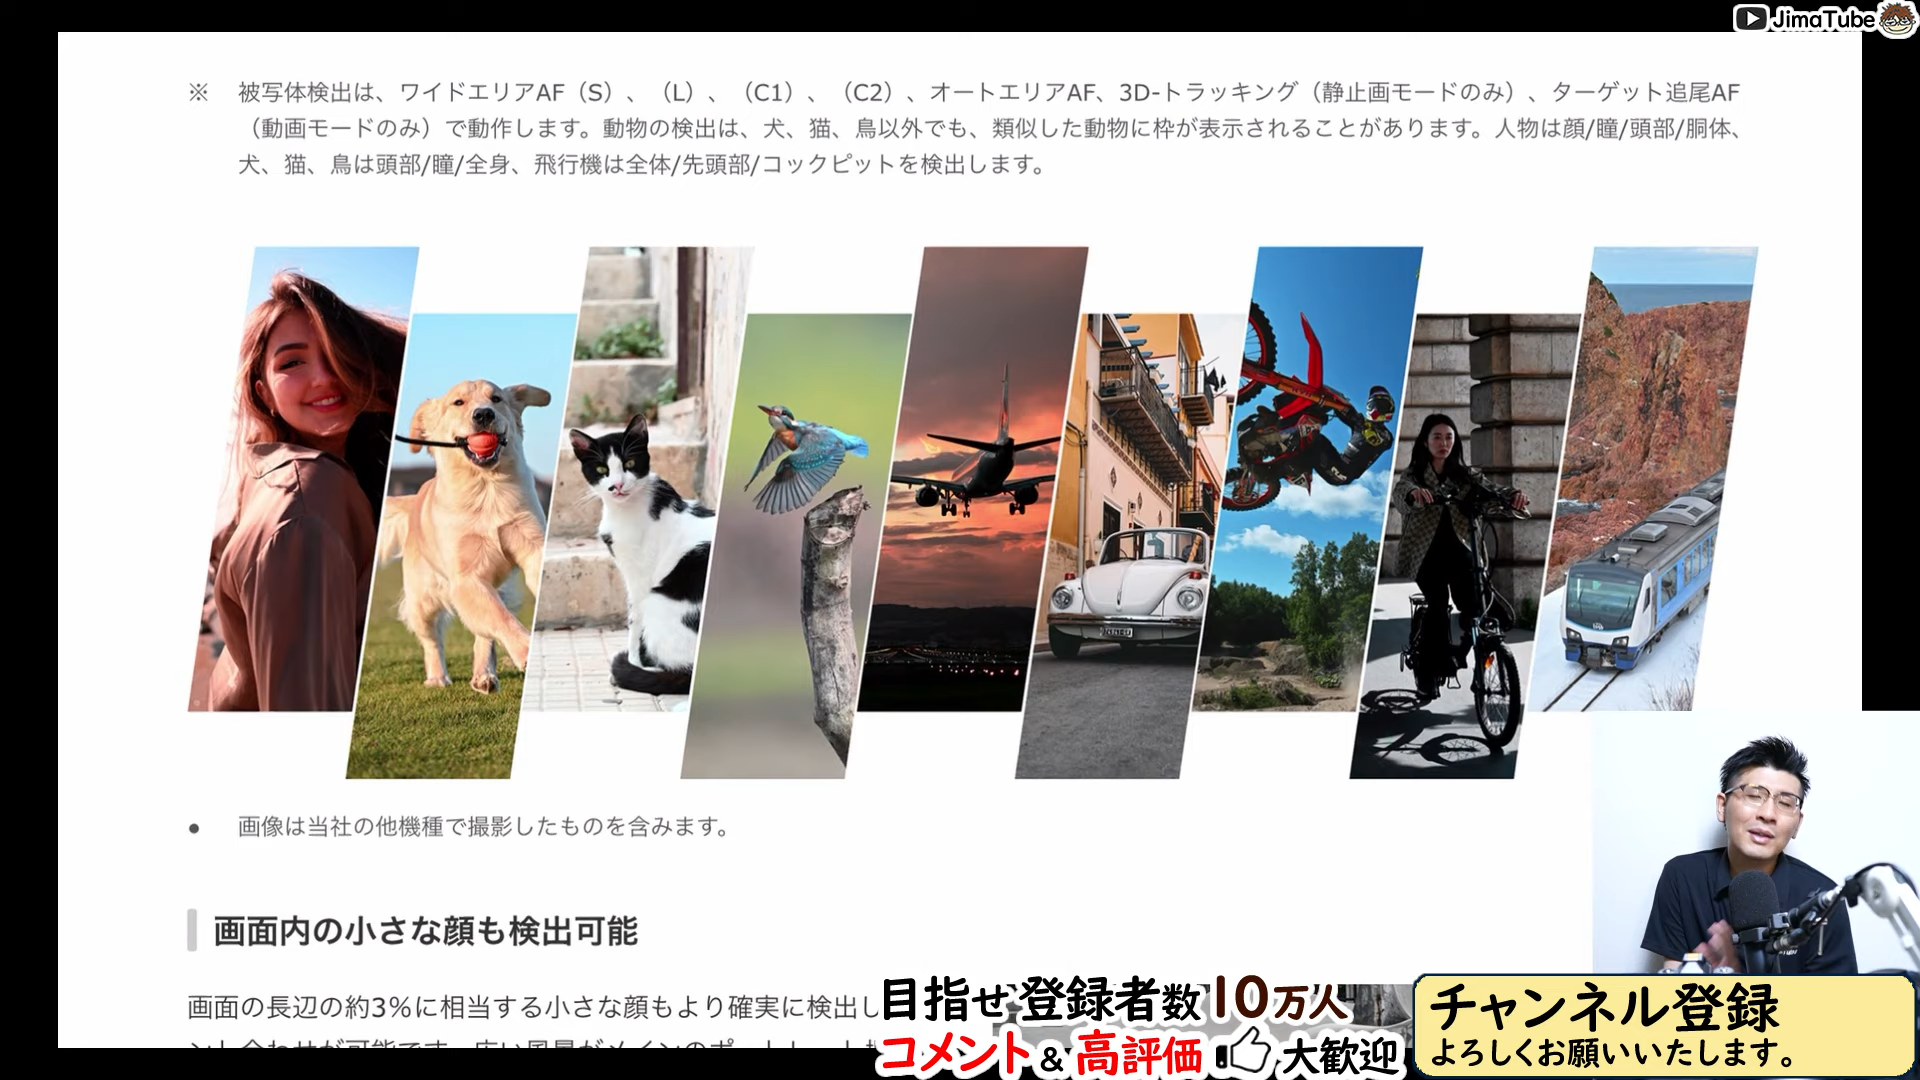 JimaTube
※ 被写体検出は、ワイドエリアAF（S）、（L）、（C1）、（C2）、オートエリアAF、3D-トラッキング（静止画モードのみ）、ターゲット追尾AF
（動画モードのみ）で動作します。動物の検出は、犬、猫、鳥以外でも、類似した動物に枠が表示されることがあります。人物は顔/瞳/頭部/胴体、
犬、猫、鳥は頭部/瞳/全身、飛行機は全体/先頭部/コックピットを検出します。
● 画像は当社の他機種で撮影したものを含みます。
画面内の小さな顔も検出可能
画面の長辺の約3%に相当する小さな顔もより確実に検出し
目指せ登録者数10万人
コメント&高評価 大歓迎
チャンネル登録
よろしくお願いいたします。